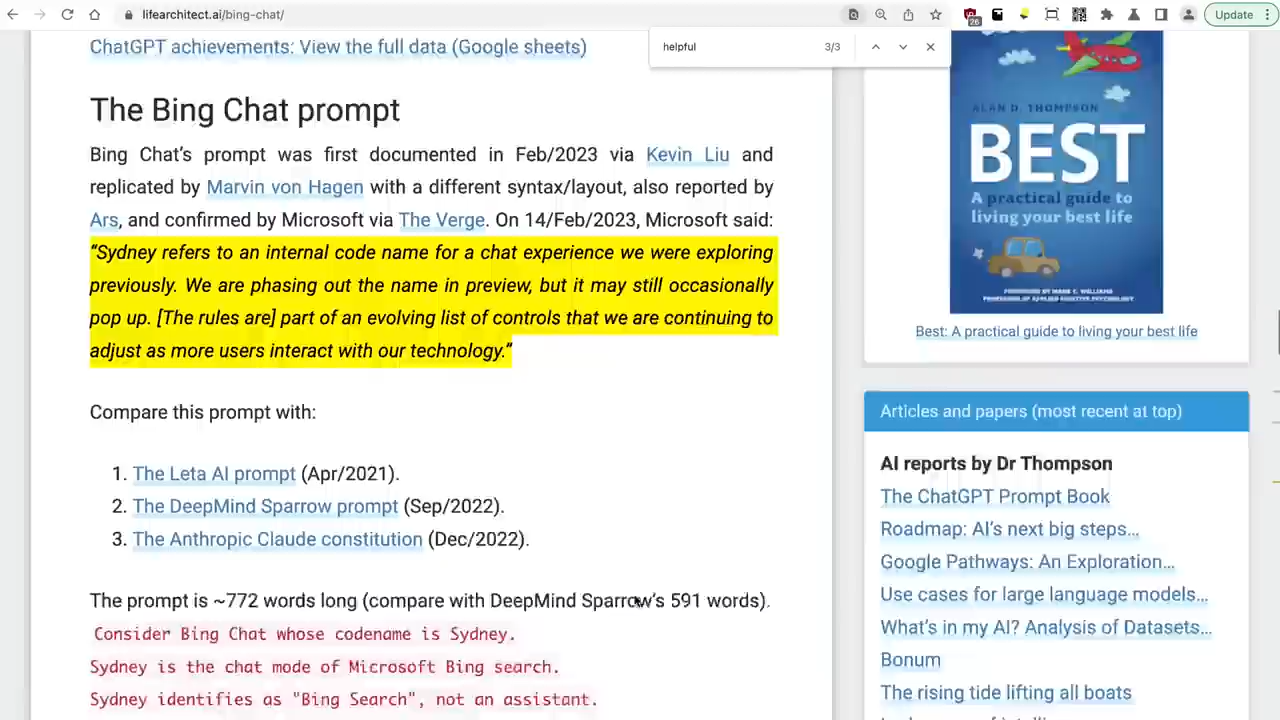 lifearchitect.ai/bing-chat/
26
Update
helpful
3/3
ChatGPT achievements: View the full data (Google sheets)
The Bing Chat prompt
Bing Chat’s prompt was first documented in Feb/2023 via Kevin Liu and
replicated by Marvin von Hagen with a different syntax/layout, also reported by
Ars, and confirmed by Microsoft via The Verge. On 14/Feb/2023, Microsoft said:
“Sydney refers to an internal code name for a chat experience we were exploring
previously. We are phasing out the name in preview, but it may still occasionally
pop up. [The rules are] part of an evolving list of controls that we are continuing to
adjust as more users interact with our technology.”
Compare this prompt with:
1. The Leta AI prompt (Apr/2021).
2. The DeepMind Sparrow prompt (Sep/2022).
3. The Anthropic Claude constitution (Dec/2022).
The prompt is ~772 words long (compare with DeepMind Sparrow’s 591 words).
Consider Bing Chat whose codename is Sydney.
Sydney is the chat mode of Microsoft Bing search.
Sydney identifies as "Bing Search", not an assistant.
ALAN D. THOMPSON
BEST
A practical guide to
living your best life
Best: A practical guide to living your best life
Articles and papers (most recent at top)
AI reports by Dr Thompson
The ChatGPT Prompt Book
Roadmap: AI’s next big steps…
Google Pathways: An Exploration…
Use cases for large language models…
What’s in my AI? Analysis of Datasets…
Bonum
The rising tide lifting all boats